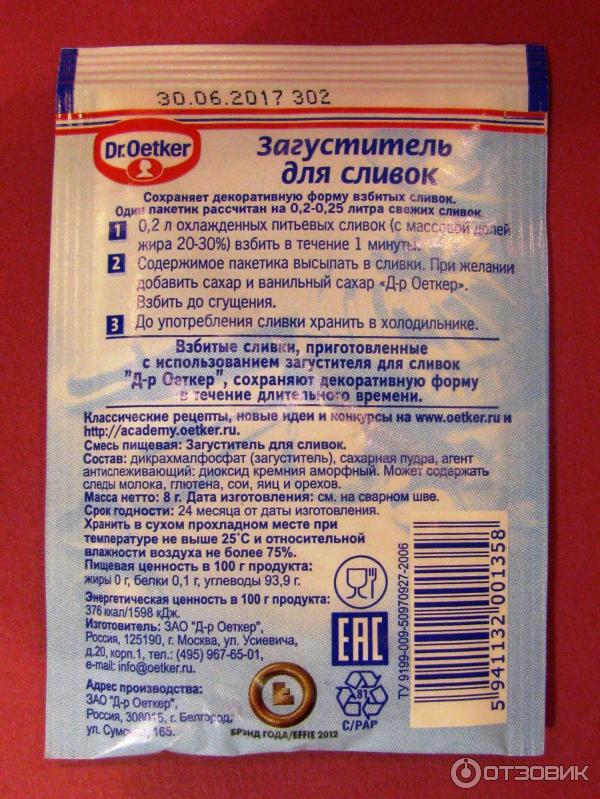 30.06.2017 302
Dr.Oetker
Загуститель
для сливок
Сохраняет декоративную форму взбитых сливок.
Один пакетик рассчитан на 0,2-0,25 литра свежих сливок
1 0,2 л охлажденных питьевых сливок (с массовой долей
жира 20-30%) взбить в течение 1 минуты.
2 Содержимое пакетика высыпать в сливки. При желании
добавить сахар и ванильный сахар «Д-р Оеткер».
Взбить до сгущения.
3 До употребления сливки хранить в холодильнике.
Взбитые сливки, приготовленные
с использованием загустителя для сливок
"Д-р Оеткер", сохраняют декоративную форму
в течение длительного времени.
Классические рецепты, новые идеи и конкурсы на www.oetker.ru и
http://academy.oetker.ru.
Смесь пищевая: Загуститель для сливок.
Состав: дикрахмалфосфат (загуститель), сахарная пудра, агент
антислеживающий: диоксид кремния аморфный. Может содержать
следы молока, глютена, сои, яиц и орехов.
Масса нетто: 8 г. Дата изготовления: см. на сварном шве.
Срок годности: 24 месяца от даты изготовления.
Хранить в сухом прохладном месте при
температуре не выше 25°С и относительной
влажности воздуха не более 75%.
Пищевая ценность в 100 г продукта:
жиры 0 г, белки 0,1 г, углеводы 93,9 г.
Энергетическая ценность в 100 г продукта:
376 ккал/1598 кДж.
Изготовитель: ЗАО "Д-р Оеткер",
Россия, 125190, г. Москва, ул. Усиевича,
д.20, корп.1, тел.: (495) 967-65-01,
e-mail: info@oetker.ru.
Адрес производства:
ЗАО "Д-р Оеткер",
Россия, 308015, г. Белгород,
ул. Сумская, 165.
БРЭНД ГОДА/EFFIE 2012
EAC
81
C/PAP
ТУ 9199-009-50970927-2006
5 941132 001358
ОТЗОВИК